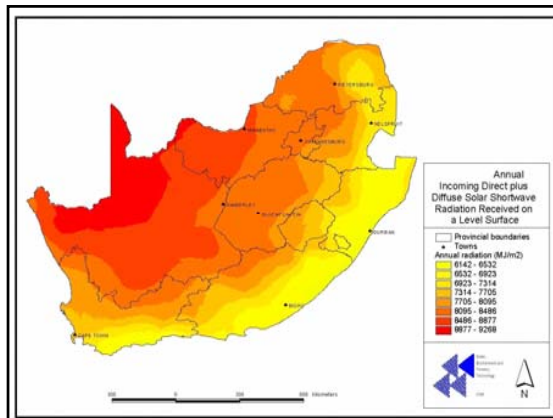 PIETERSBURG
NELSPRUIT
MMABATHO
JOHANNESBURG
KIMBERLEY
BLOEMFONTEIN
DURBAN
CAPE TOWN
Annual
Incoming Direct plus
Diffuse Solar Shortwave
Radiation Received on
a Level Surface
Provincial boundaries
Towns
Annual radiation (MJ/m2)
6142 - 6532
6532 - 6923
6923 - 7314
7314 - 7705
7705 - 8095
8095 - 8486
8486 - 8877
8877 - 9268
N
0
kilometers